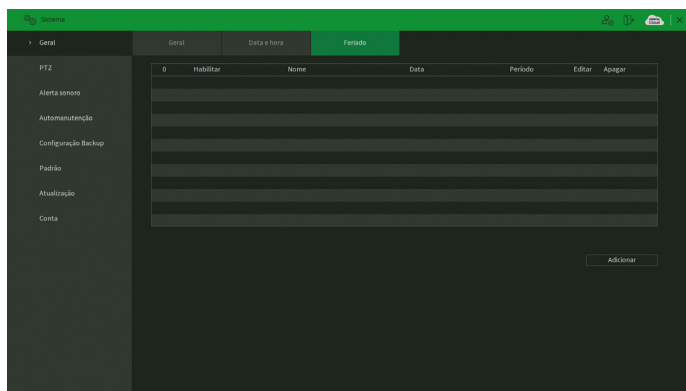 Sistema
Geral
Geral Data e hora Feriado
PTZ
0 Habilitar Nome Data Período Editar Apagar
Alerta sonoro
Automanutenção
Configuração Backup
Padrão
Atualização
Conta
Adicionar